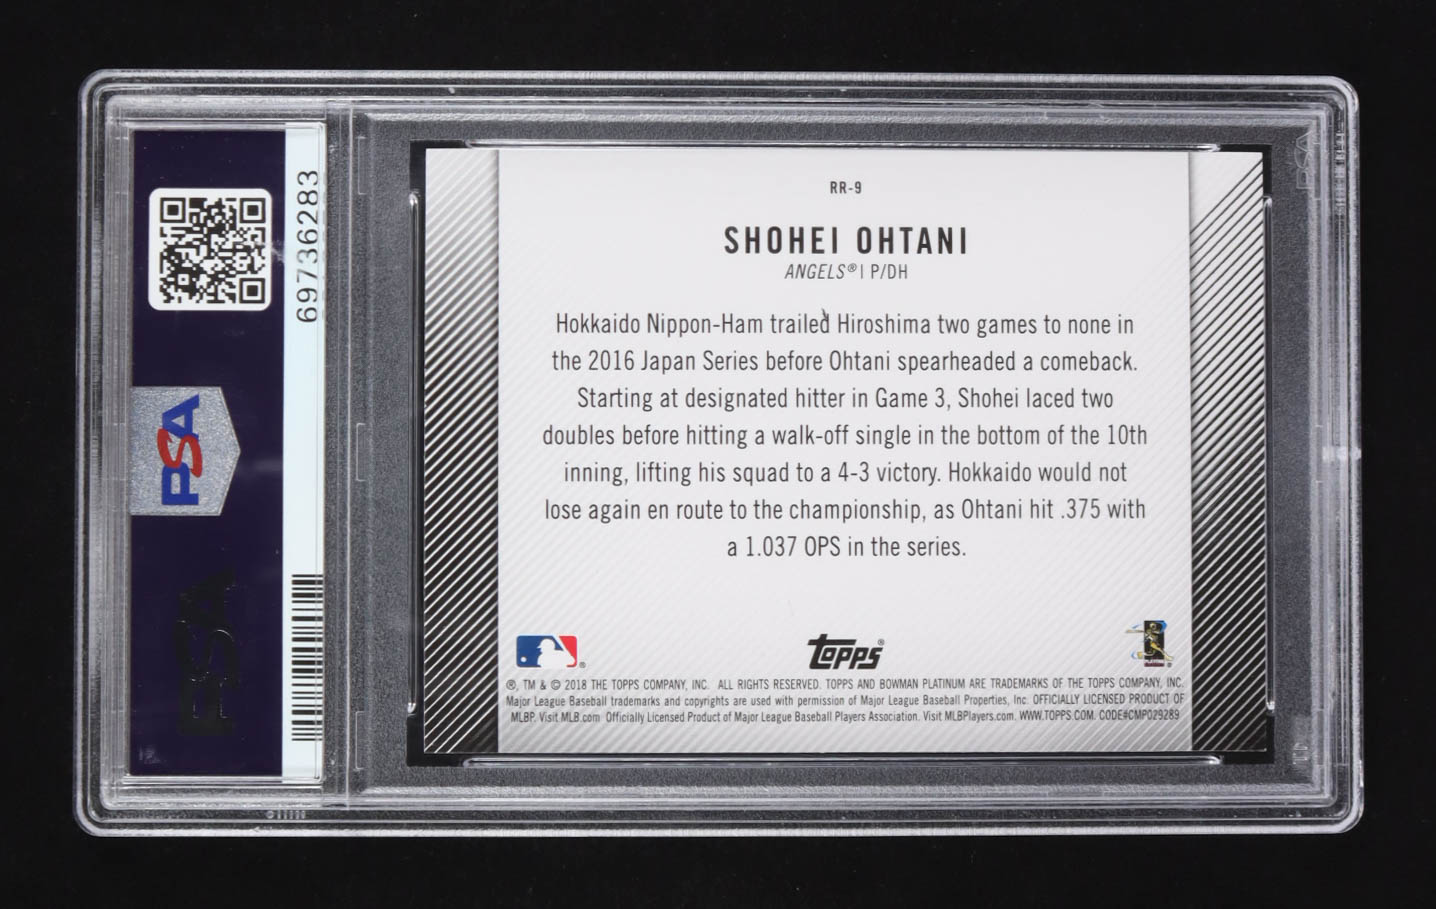 69736283
PSA
PSA
PSA
RR-9
SHOHEI OHTANI
ANGELS® | P/DH
Hokkaido Nippon-Ham trailed Hiroshima two games to none in
the 2016 Japan Series before Ohtani spearheaded a comeback.
Starting at designated hitter in Game 3, Shohei laced two
doubles before hitting a walk-off single in the bottom of the 10th
inning, lifting his squad to a 4-3 victory. Hokkaido would not
lose again en route to the championship, as Ohtani hit .375 with
a 1.037 OPS in the series.
Topps®
®, TM & © 2018 THE TOPPS COMPANY, INC. ALL RIGHTS RESERVED. TOPPS AND BOWMAN PLATINUM ARE TRADEMARKS OF THE TOPPS COMPANY, INC.
Major League Baseball trademarks and copyrights are used with permission of Major League Baseball Properties, Inc. OFFICIALLY LICENSED PRODUCT OF
MLBP. Visit MLB.com Officially Licensed Product of Major League Baseball Players Association. Visit MLBPlayers.com. WWW.TOPPS.COM. CODE#CMP029289